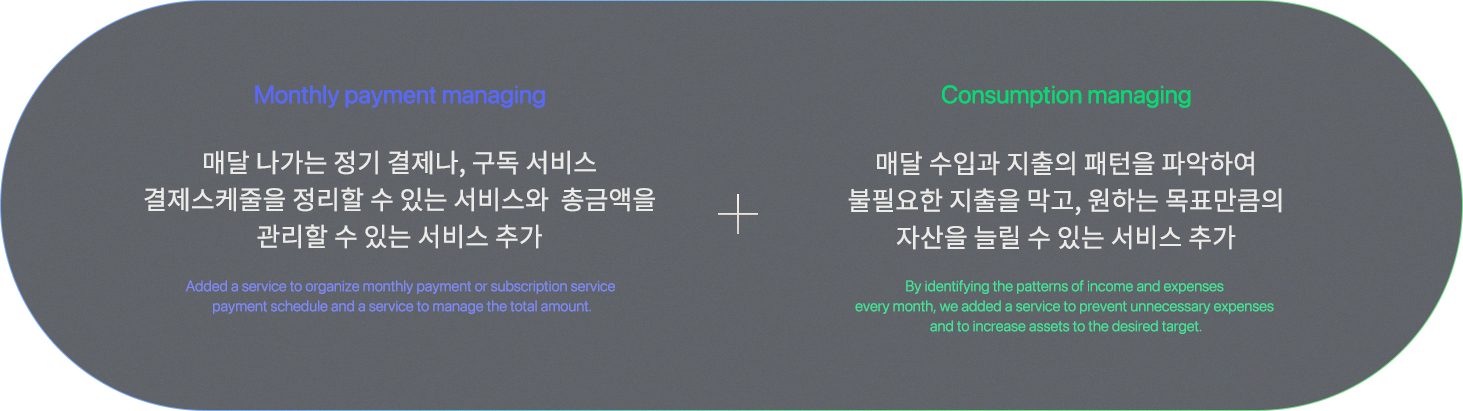 Monthly payment managing
매달 나가는 정기 결제나, 구독 서비스
결제스케줄을 정리할 수 있는 서비스와 총금액을
관리할 수 있는 서비스 추가
Added a service to organize monthly payment or subscription service
payment schedule and a service to manage the total amount.
Consumption managing
매달 수입과 지출의 패턴을 파악하여
불필요한 지출을 막고, 원하는 목표만큼의
자산을 늘릴 수 있는 서비스 추가
By identifying the patterns of income and expenses
every month, we added a service to prevent unnecessary expenses
and to increase assets to the desired target.